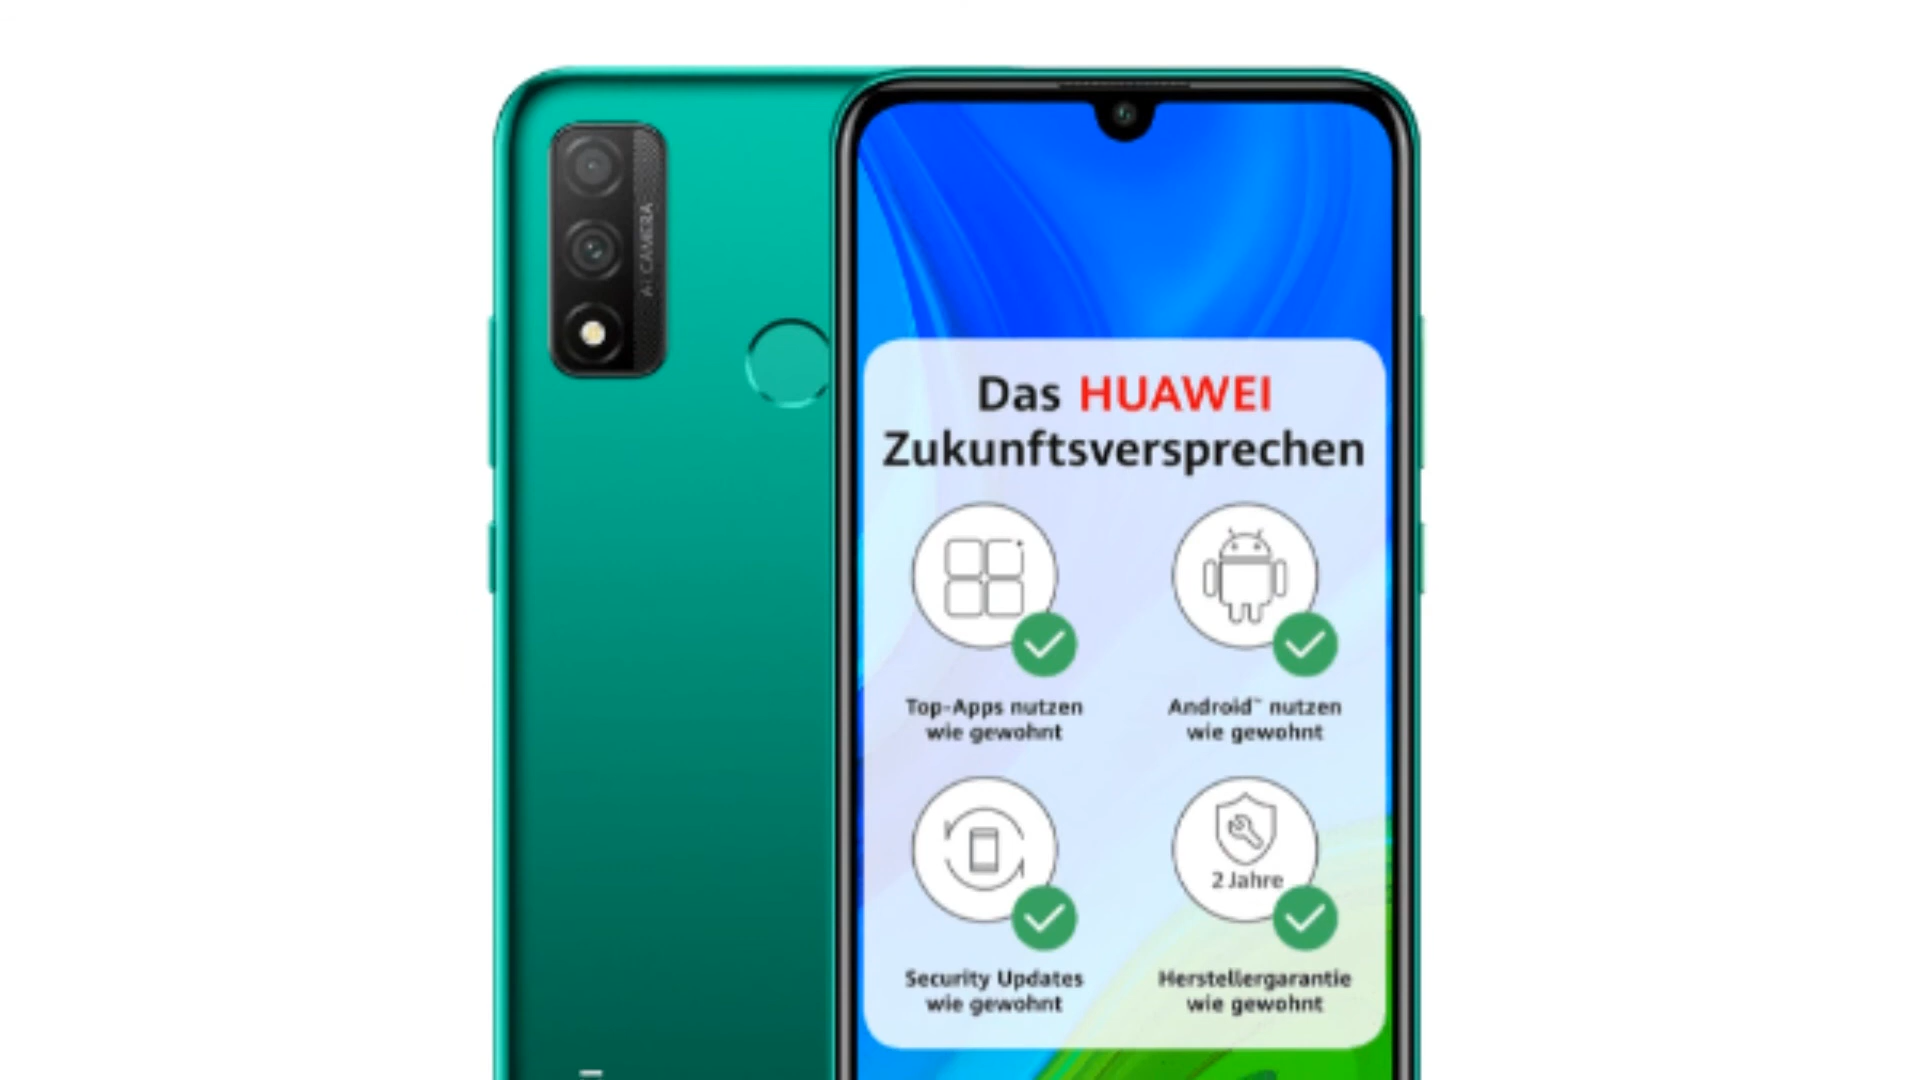 AI CAMERA
Das HUAWEI
Zukunftsversprechen
Top-Apps nutzen
wie gewohnt
Android™ nutzen
wie gewohnt
2 Jahre
Security Updates
wie gewohnt
Herstellergarantie
wie gewohnt